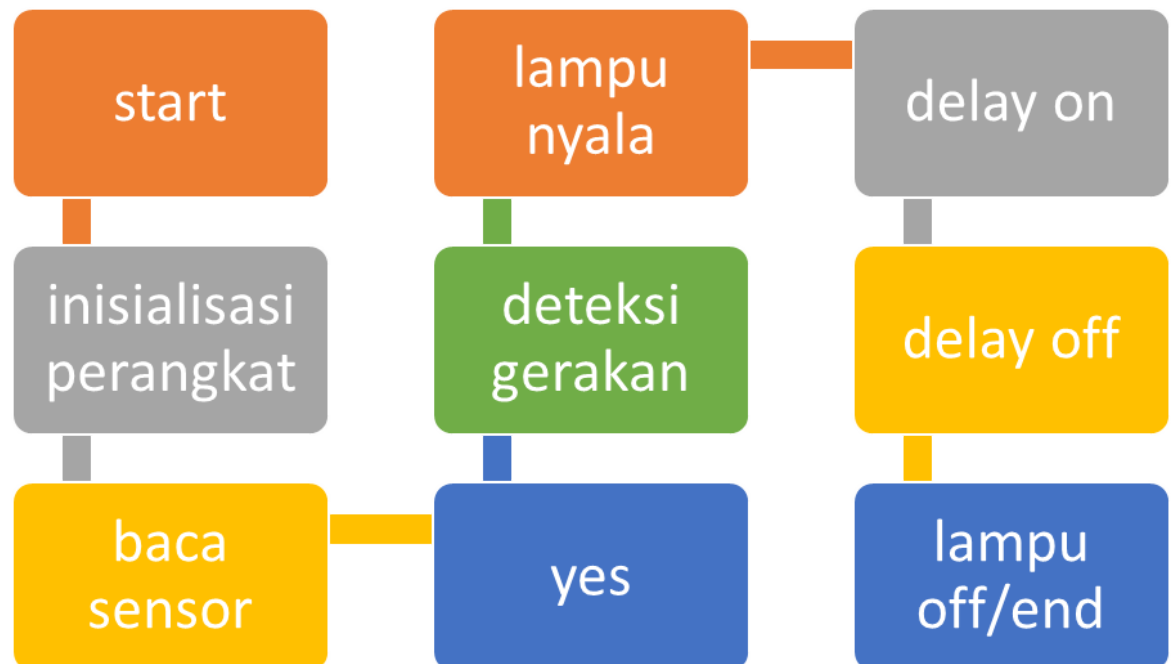 start
inisialisasi
perangkat
baca
sensor
yes
deteksi
gerakan
lampu
nyala
delay on
delay off
lampu
off/end